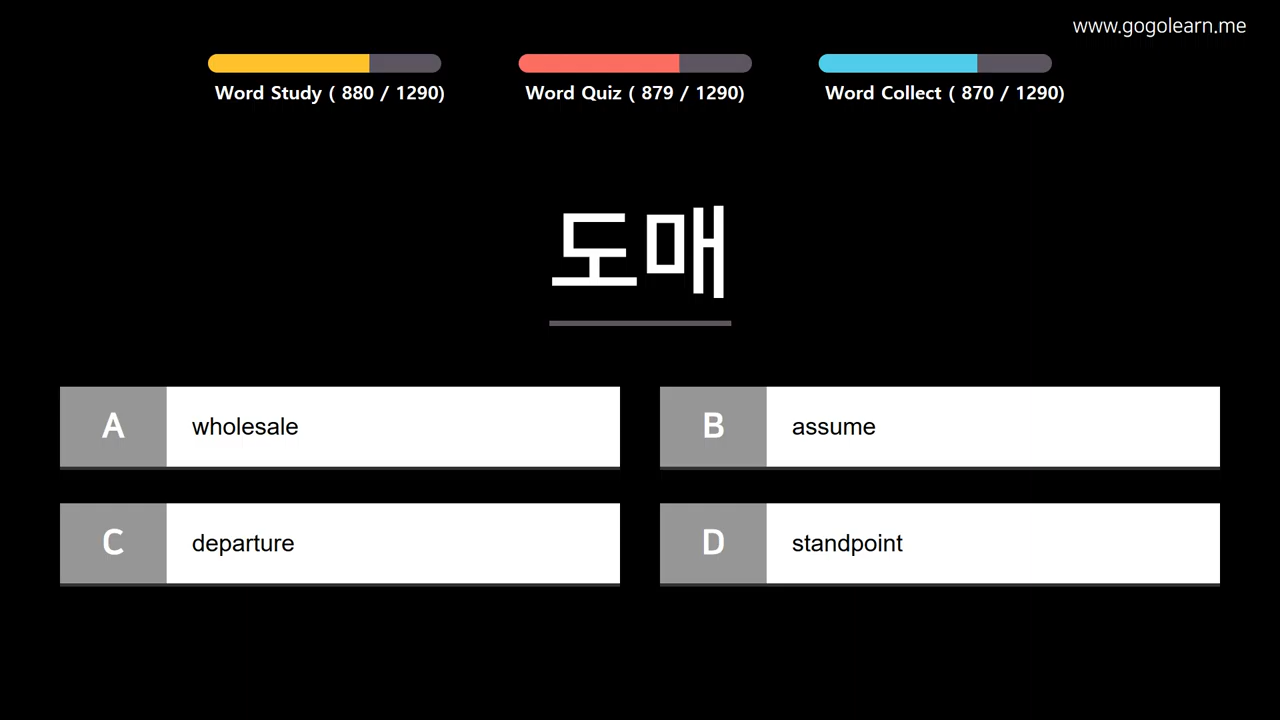 www.gogolearn.me
Word Study ( 880 / 1290)
Word Quiz ( 879 / 1290)
Word Collect ( 870 / 1290)
도매
A wholesale
B assume
C departure
D standpoint